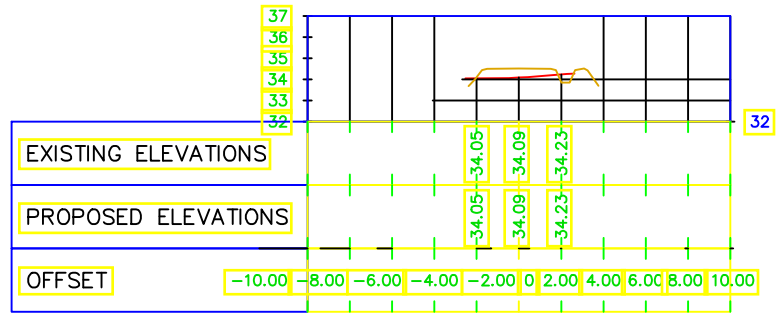 37
36
35
34
33
32 32
EXISTING ELEVATIONS 34.05 34.09 34.23
PROPOSED ELEVATIONS 34.05 34.09 34.23
OFFSET -10.00 -8.00 -6.00 -4.00 -2.00 0 2.00 4.00 6.00 8.00 10.00